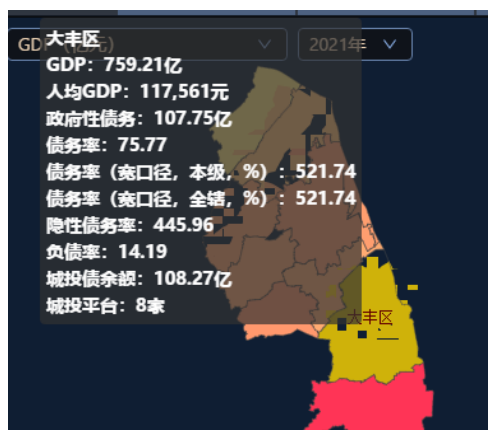 GDP（亿元）
2021年
大丰区
GDP：759.21亿
人均GDP：117,561元
政府性债务：107.75亿
债务率：75.77
债务率（宽口径，本级，%）：521.74
债务率（宽口径，全辖，%）：521.74
隐性债务率：445.96
负债率：14.19
城投债余额：108.27亿
城投平台：8家
大丰区